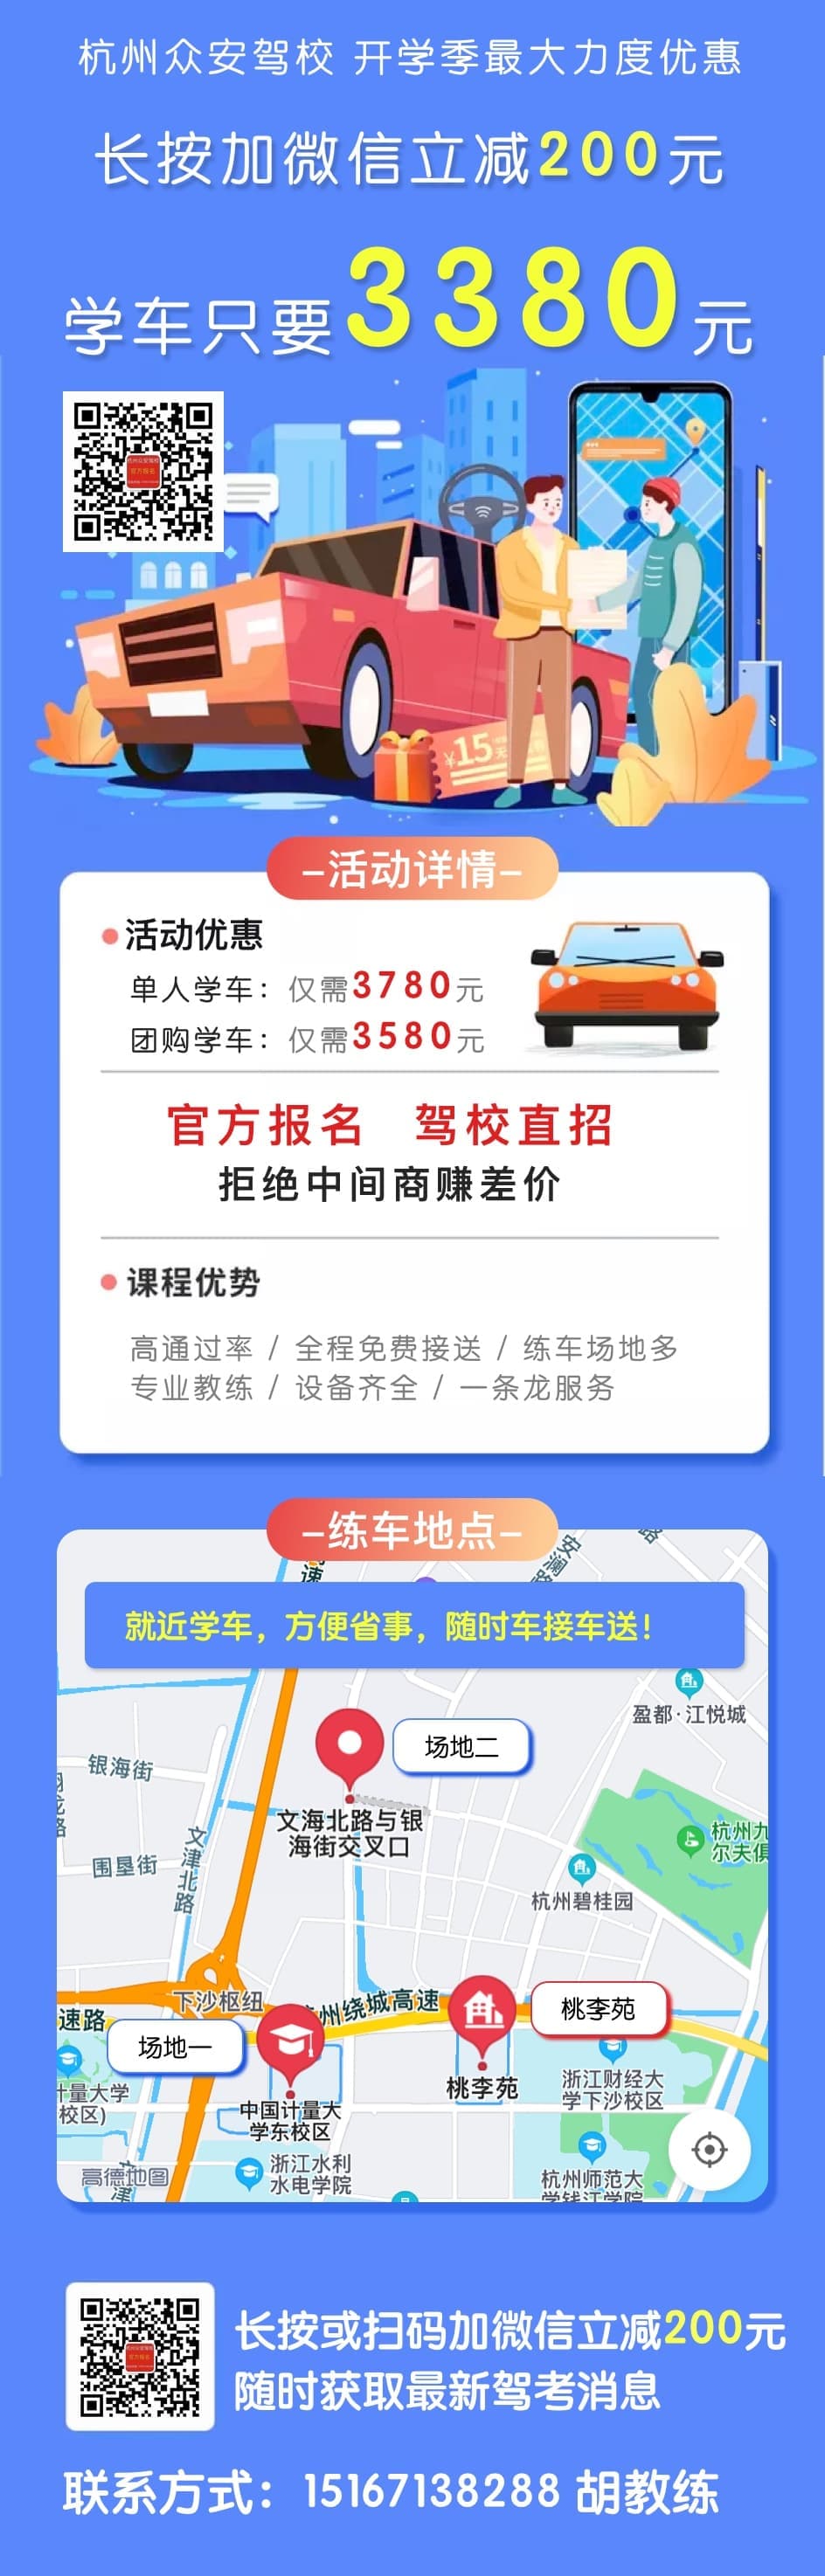 杭州众安驾校 开学季最大力度优惠
长按加微信立减200元
学车只要3380元
官方报名
¥15
-活动详情-
活动优惠
单人学车：仅需3780元
团购学车：仅需3580元
官方报名 驾校直招
拒绝中间商赚差价
课程优势
高通过率 / 全程免费接送 / 练车场地多
专业教练 / 设备齐全 / 一条龙服务
-练车地点-
速
安澜路
路
就近学车，方便省事，随时车接车送！
盈都·江悦城
场地二
银海街
文海北路与银
海街交叉口
杭州九
尔夫俱
文津北路
围垦街
杭州碧桂园
下沙枢纽
州绕城高速
桃李苑
速路
场地一
桃李苑
浙江财经大
学下沙校区
计量大学
校区)
中国计量大
学东校区
浙江水利
水电学院
高德地图
文津
杭州师范大
学钱江学院
长按或扫码加微信立减200元
随时获取最新驾考消息
联系方式：15167138288 胡教练